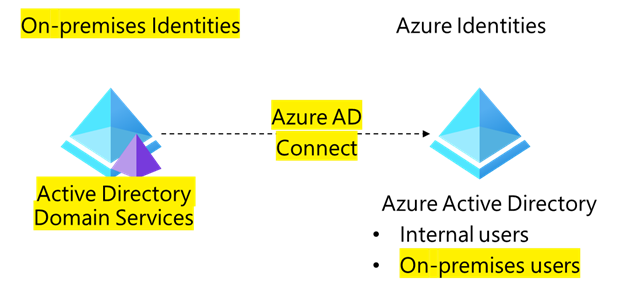 On-premises Identities
Azure Identities
Azure AD
Connect
Active Directory
Domain Services
Azure Active Directory
• Internal users
• On-premises users